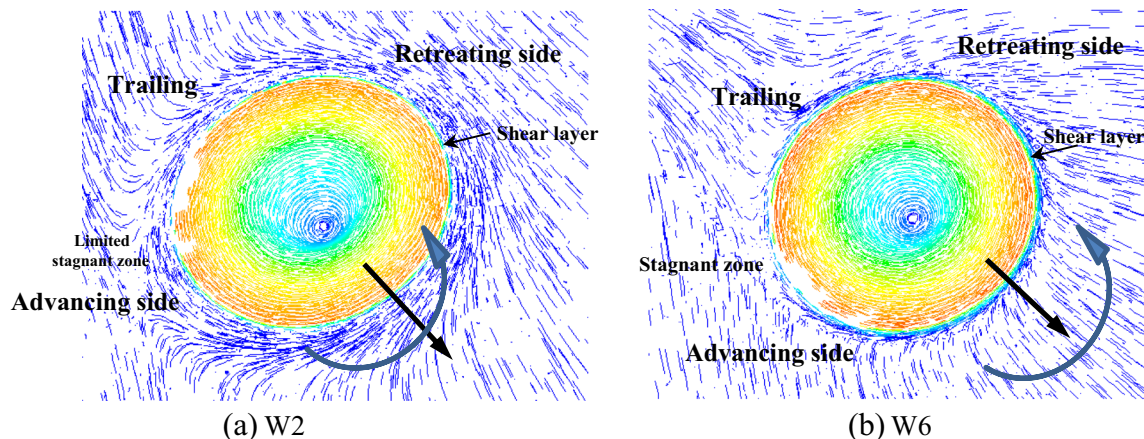 Retreating side
Trailing
Shear layer
Limited
stagnant zone
Advancing side
(a) W2
Retreating side
Trailing
Shear layer
Stagnant zone
Advancing side
(b) W6